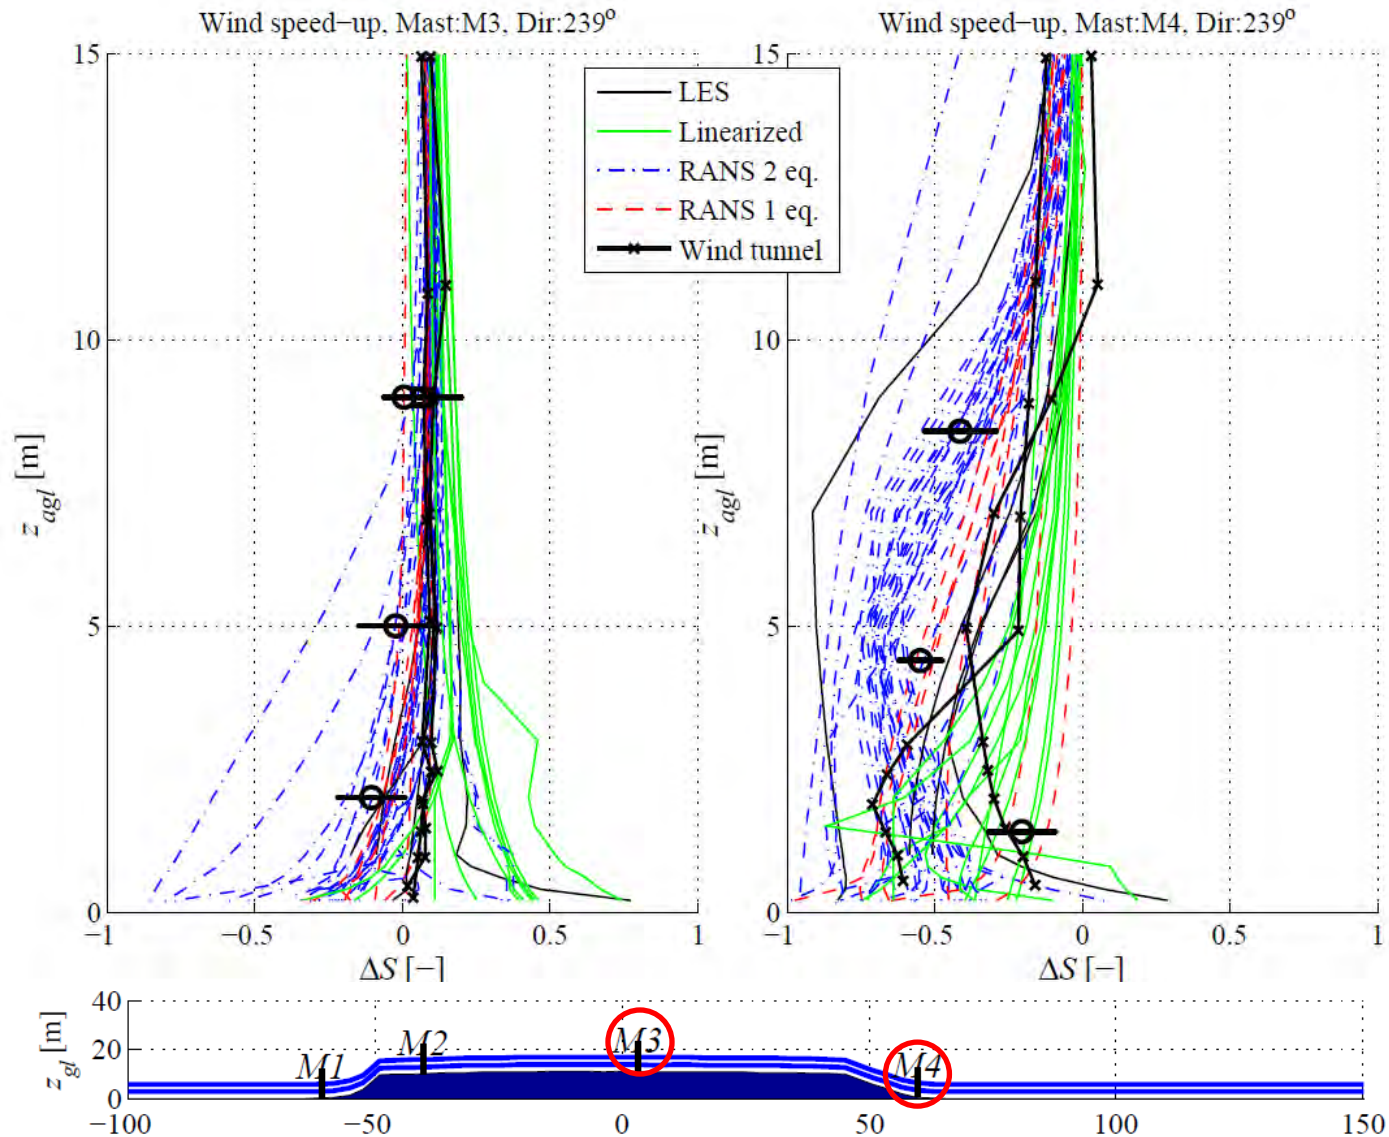 Wind speed−up, Mast:M3, Dir:239º
Wind speed−up, Mast:M4, Dir:239º
LES
Linearized
RANS 2 eq.
RANS 1 eq.
Wind tunnel
15
10
5
0
z_agl [m]
−1 −0.5 0 0.5 1
ΔS [−]
15
10
5
0
z_agl [m]
−1 −0.5 0 0.5 1
ΔS [−]
40
20
0
z_gl [m]
M1 M2 M3 M4
−100 −50 0 50 100 150